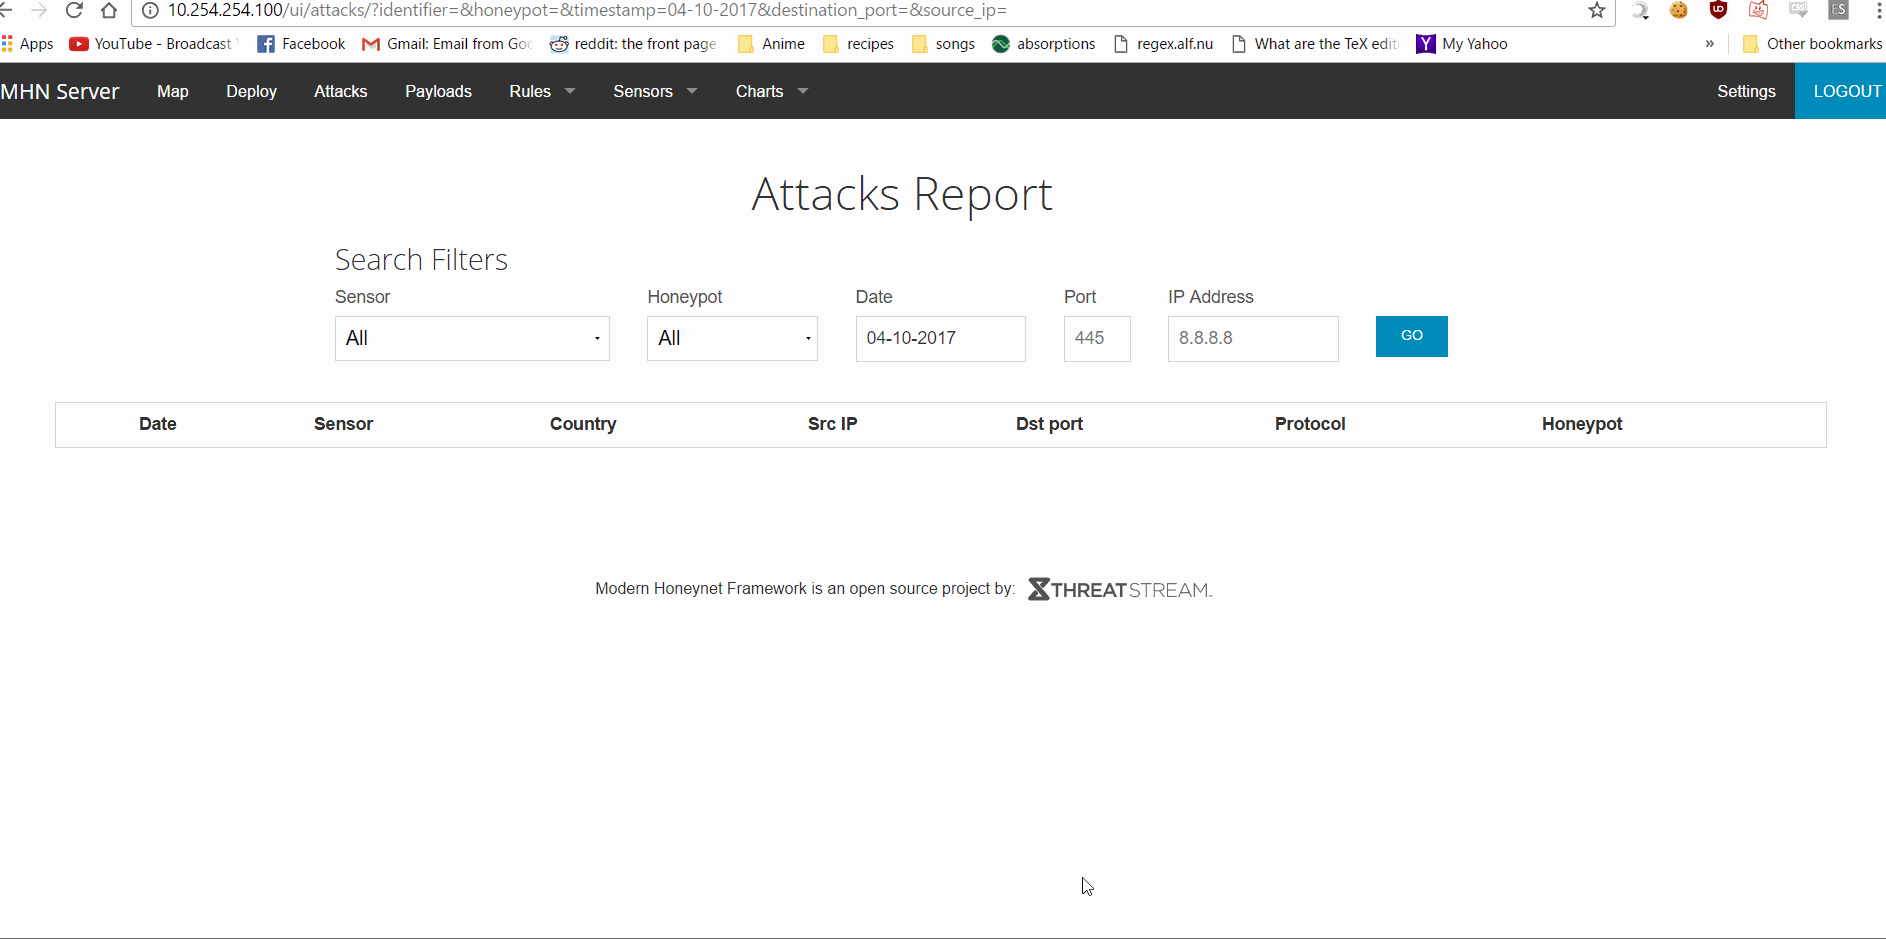 10.254.254.100/ui/attacks/?identifier=&honeypot=&timestamp=04-10-2017&destination_port=&source_ip=
Apps YouTube - Broadcast Facebook Gmail: Email from Goo reddit: the front page Anime recipes songs absorptions regex.alf.nu What are the TeX edit My Yahoo » Other bookmarks
MHN Server Map Deploy Attacks Payloads Rules Sensors Charts Settings LOGOUT
Attacks Report
Search Filters
Sensor Honeypot Date Port IP Address
All All 04-10-2017 445 8.8.8.8 GO
Date Sensor Country Src IP Dst port Protocol Honeypot
Modern Honeynet Framework is an open source project by: THREATSTREAM